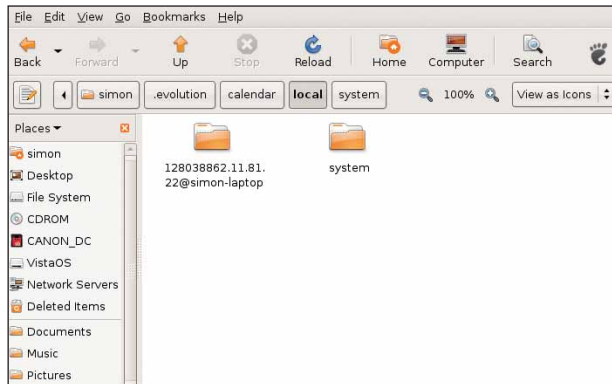 File Edit View Go Bookmarks Help
Back Forward Up Stop Reload Home Computer Search
simon .evolution calendar local system 100% View as Icons
Places
simon
Desktop
File System
CDROM
CANON_DC
VistaOS
Network Servers
Deleted Items
Documents
Music
Pictures
128038862.11.81.
22@simon-laptop
system